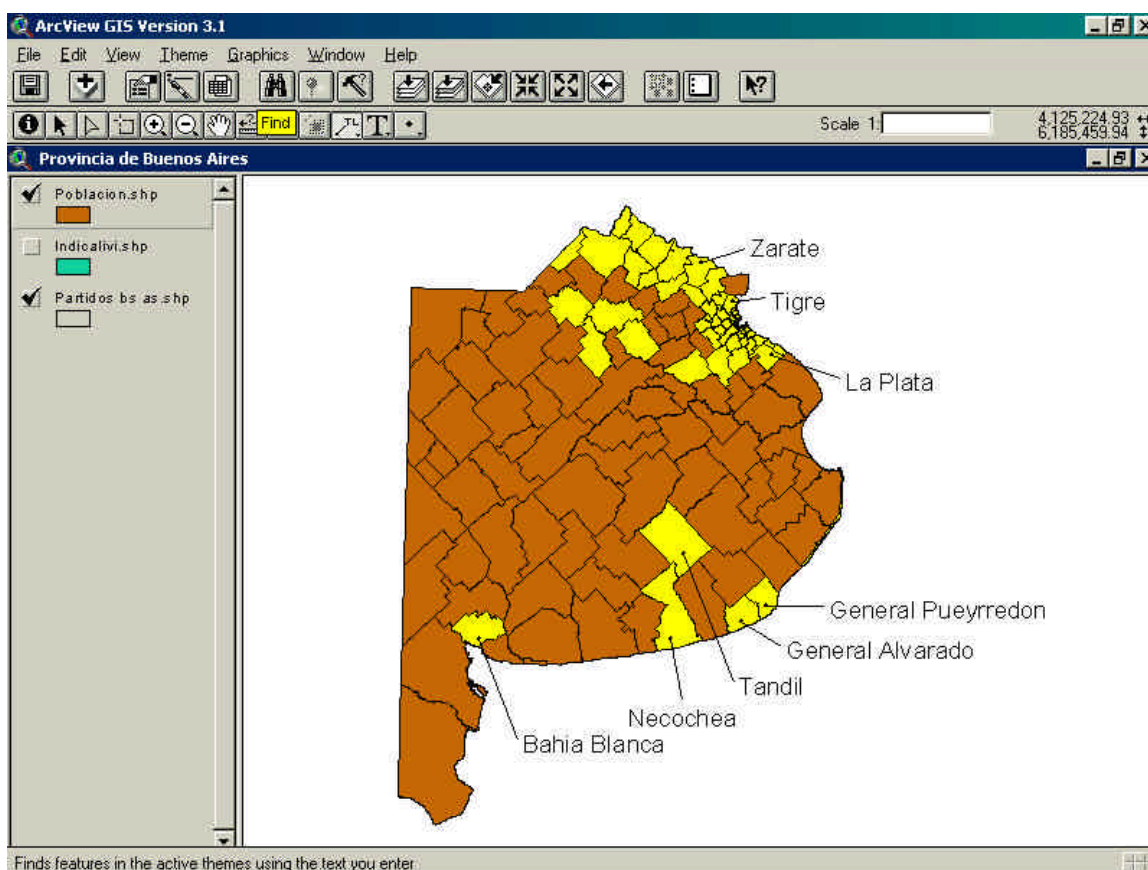 ArcView GIS Version 3.1
File Edit View Theme Graphics Window Help
Find
Scale 1:
4,125,224.93
6,185,459.94
Provincia de Buenos Aires
Poblacion.shp
Indicalivi.shp
Partidos bs as.shp
Zarate
Tigre
La Plata
General Pueyrredon
General Alvarado
Tandil
Necochea
Bahia Blanca
Finds features in the active themes using the text you enter